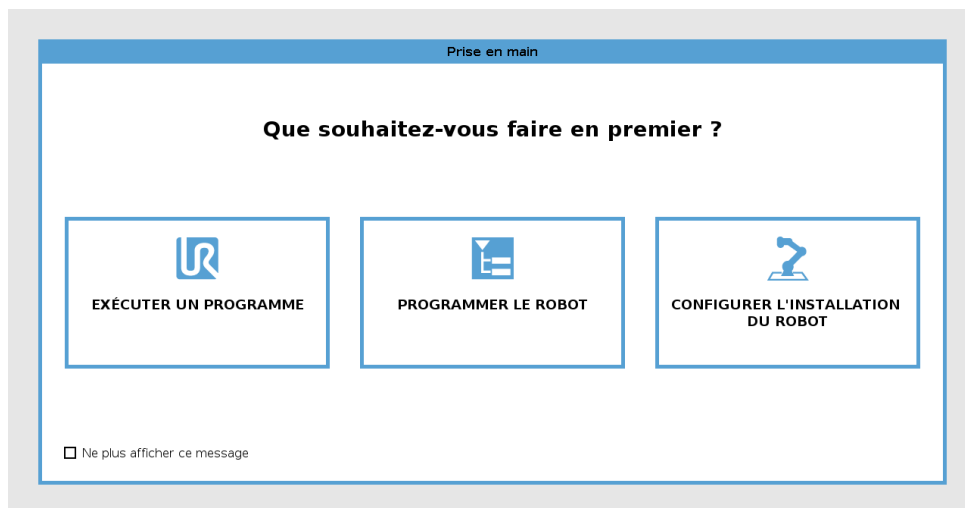 Prise en main
Que souhaitez-vous faire en premier ?
UR
EXÉCUTER UN PROGRAMME
PROGRAMMER LE ROBOT
CONFIGURER L'INSTALLATION
DU ROBOT
Ne plus afficher ce message